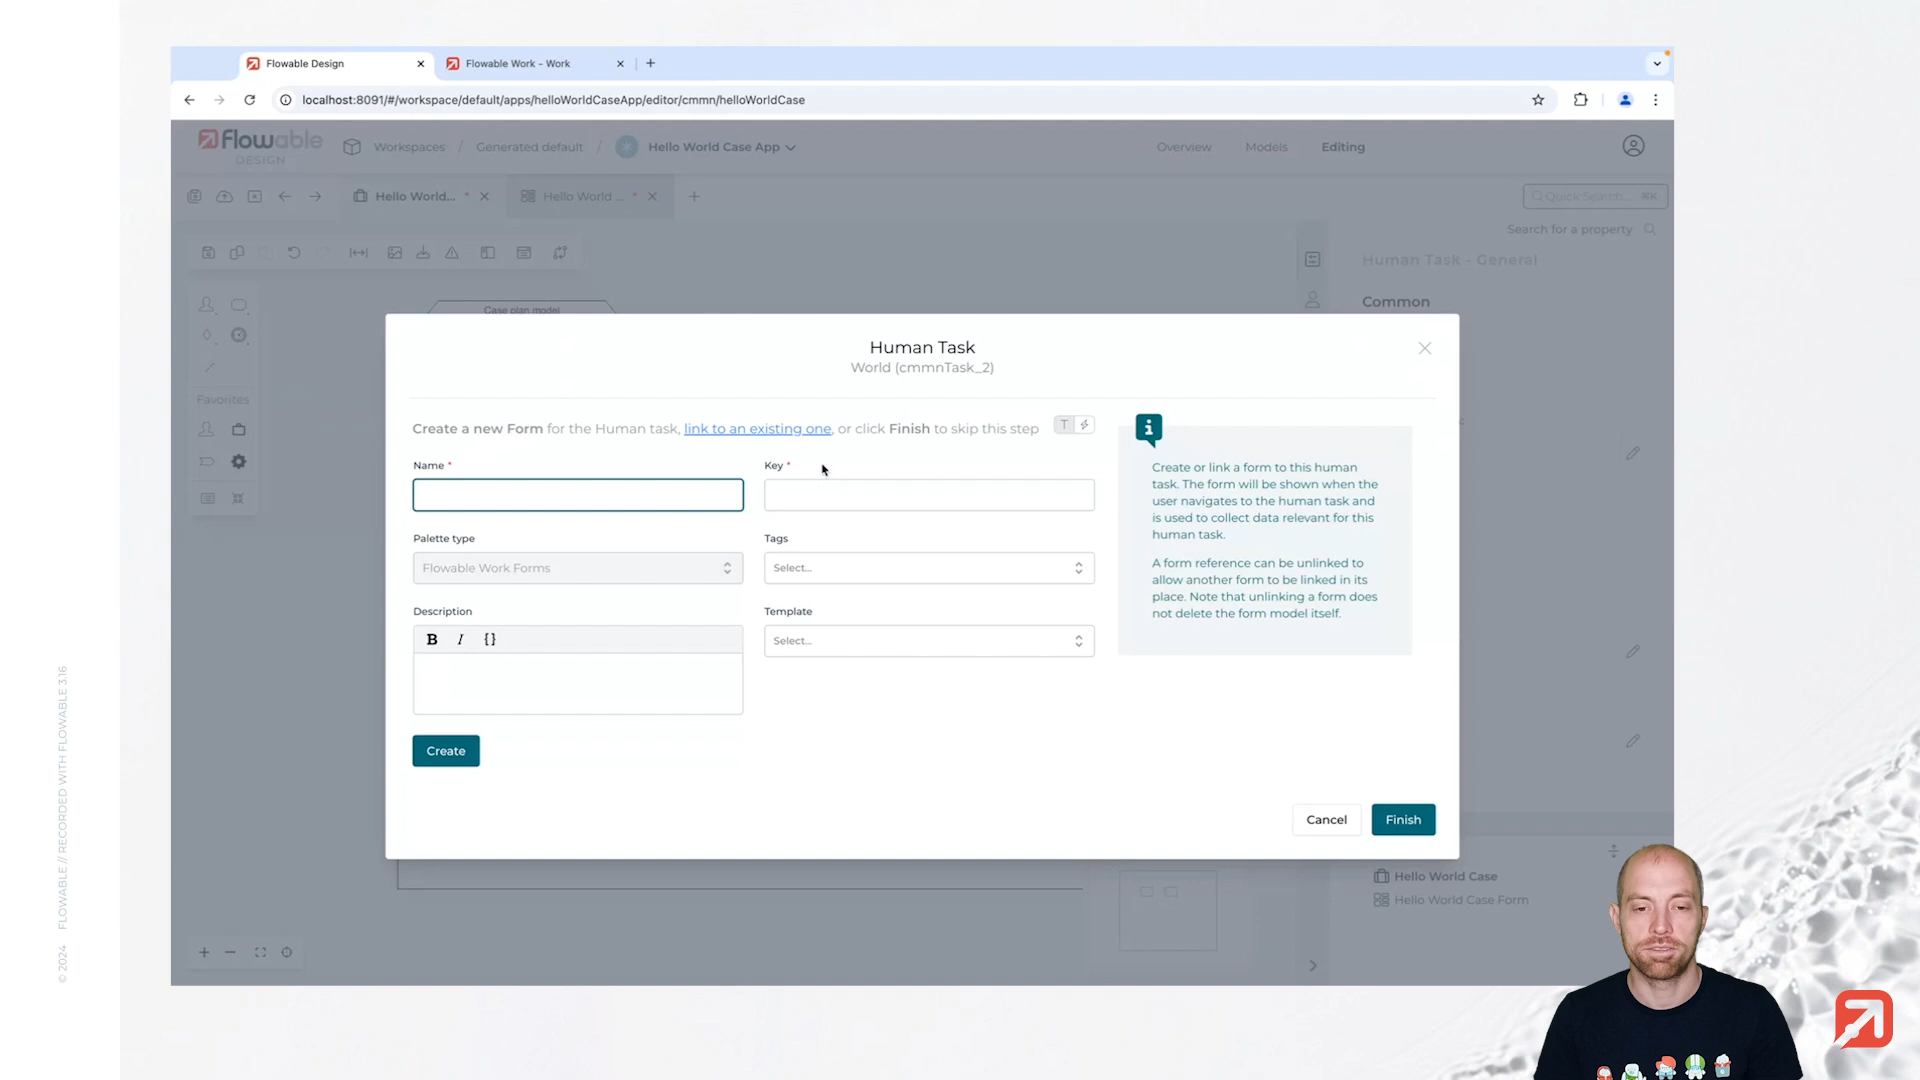 Flowable Design
Flowable Work - Work
localhost:8091/#/workspace/default/apps/helloWorldCaseApp/editor/cmmn/helloWorldCase
Flowable
DESIGN
Workspaces / Generated default / Hello World Case App
Overview
Models
Editing
Hello World... *
Hello World ... *
Quick Search... ⌘K
Search for a property
Human Task - General
Common
Case plan model
Favorites
Human Task
World (cmmnTask_2)
Create a new Form for the Human task, link to an existing one, or click Finish to skip this step
T
Name *
Key *
Palette type
Flowable Work Forms
Tags
Select...
Description
B I {}
Template
Select...
Create
i
Create or link a form to this human
task. The form will be shown when the
user navigates to the human task and
is used to collect data relevant for this
human task.
A form reference can be unlinked to
allow another form to be linked in its
place. Note that unlinking a form does
not delete the form model itself.
Cancel
Finish
Hello World Case
Hello World Case Form
© 2024 FLOWABLE // RECORDED WITH FLOWABLE 3.16